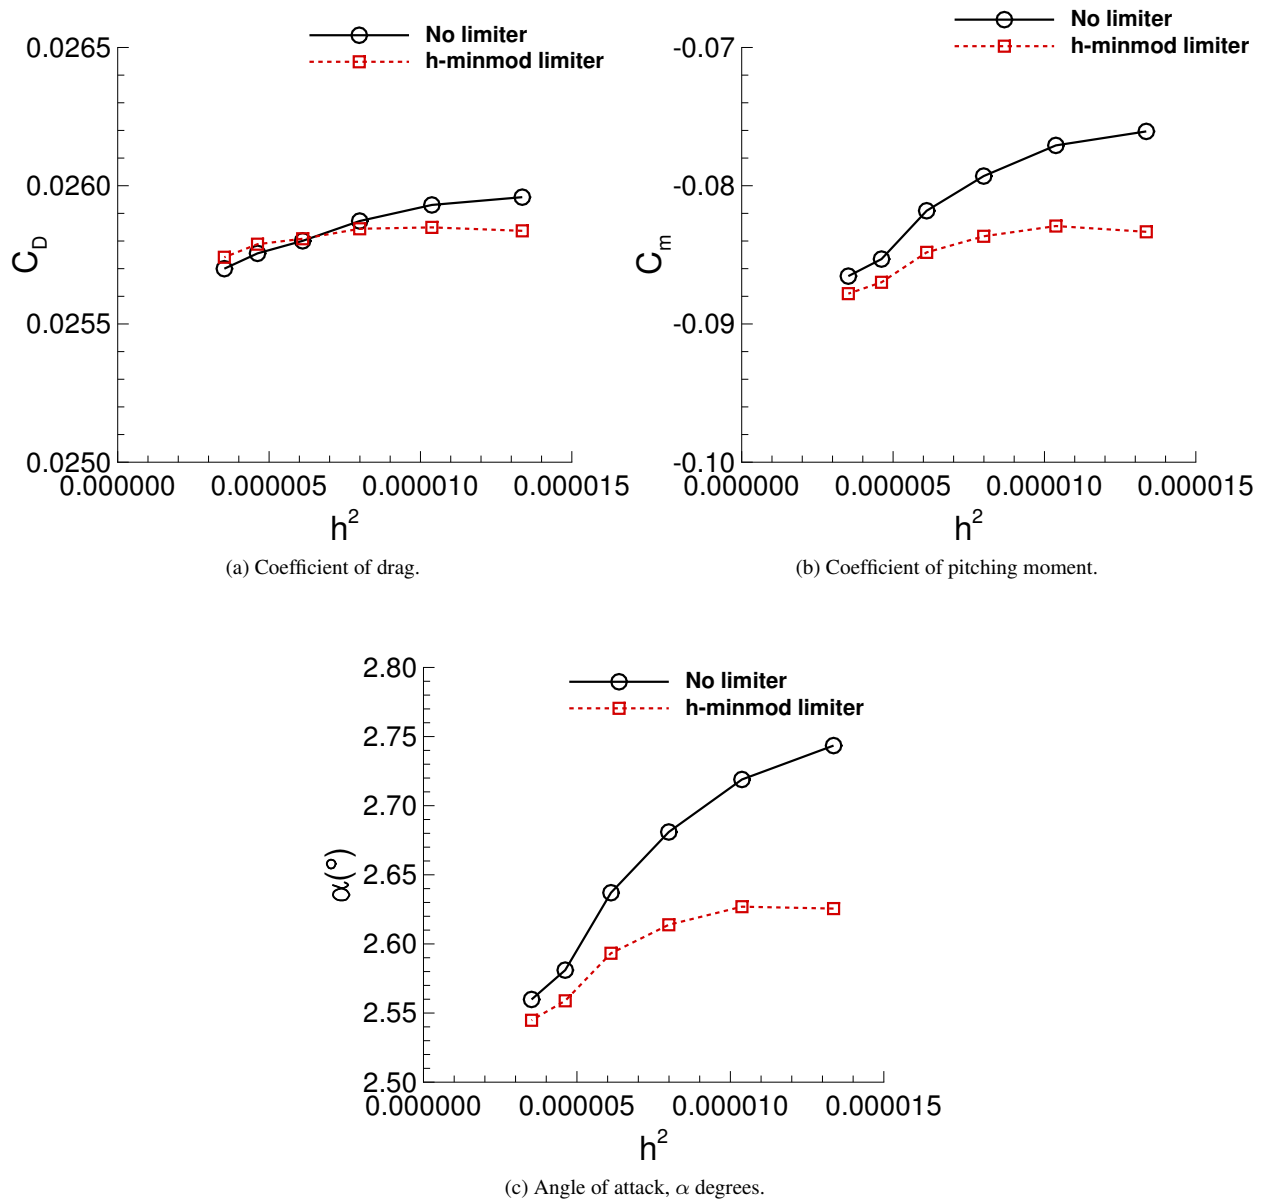 No limiter
h-minmod limiter
0.0265
0.0260
0.0255
0.0250
C_D
0.000000 0.000005 0.000010 0.000015
h²
(a) Coefficient of drag.
No limiter
h-minmod limiter
-0.07
-0.08
-0.09
-0.10
C_m
0.000000 0.000005 0.000010 0.000015
h²
(b) Coefficient of pitching moment.
No limiter
h-minmod limiter
2.80
2.75
2.70
2.65
2.60
2.55
2.50
α(°)
0.000000 0.000005 0.000010 0.000015
h²
(c) Angle of attack, α degrees.